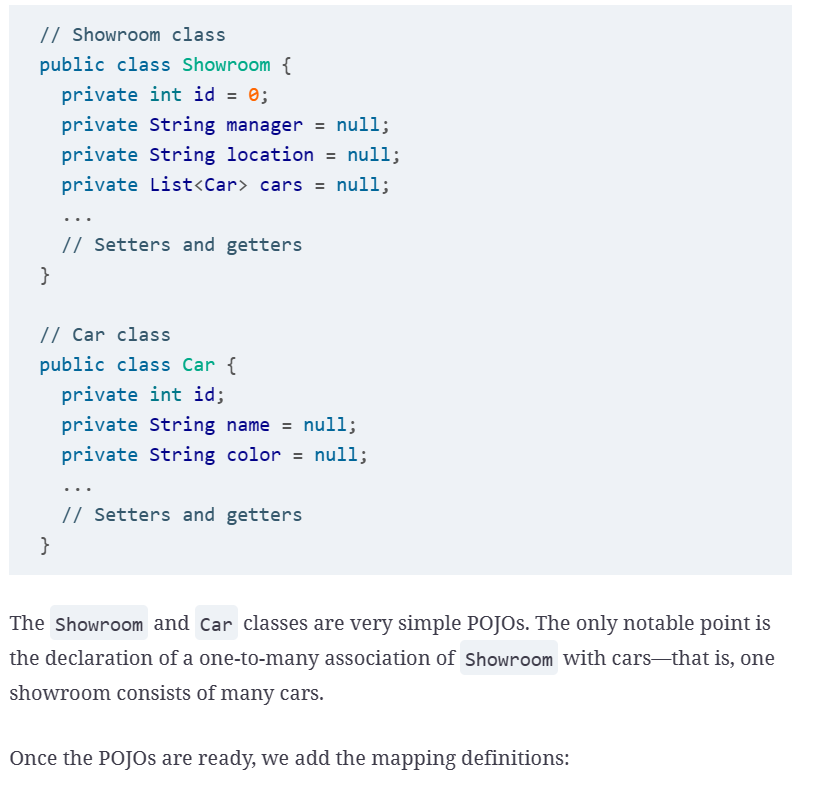 // Showroom class
public class Showroom {
  private int id = 0;
  private String manager = null;
  private String location = null;
  private List<Car> cars = null;
  ...
  // Setters and getters
}

// Car class
public class Car {
  private int id;
  private String name = null;
  private String color = null;
  ...
  // Setters and getters
}

The Showroom and Car classes are very simple POJOs. The only notable point is
the declaration of a one-to-many association of Showroom with cars—that is, one
showroom consists of many cars.

Once the POJOs are ready, we add the mapping definitions: